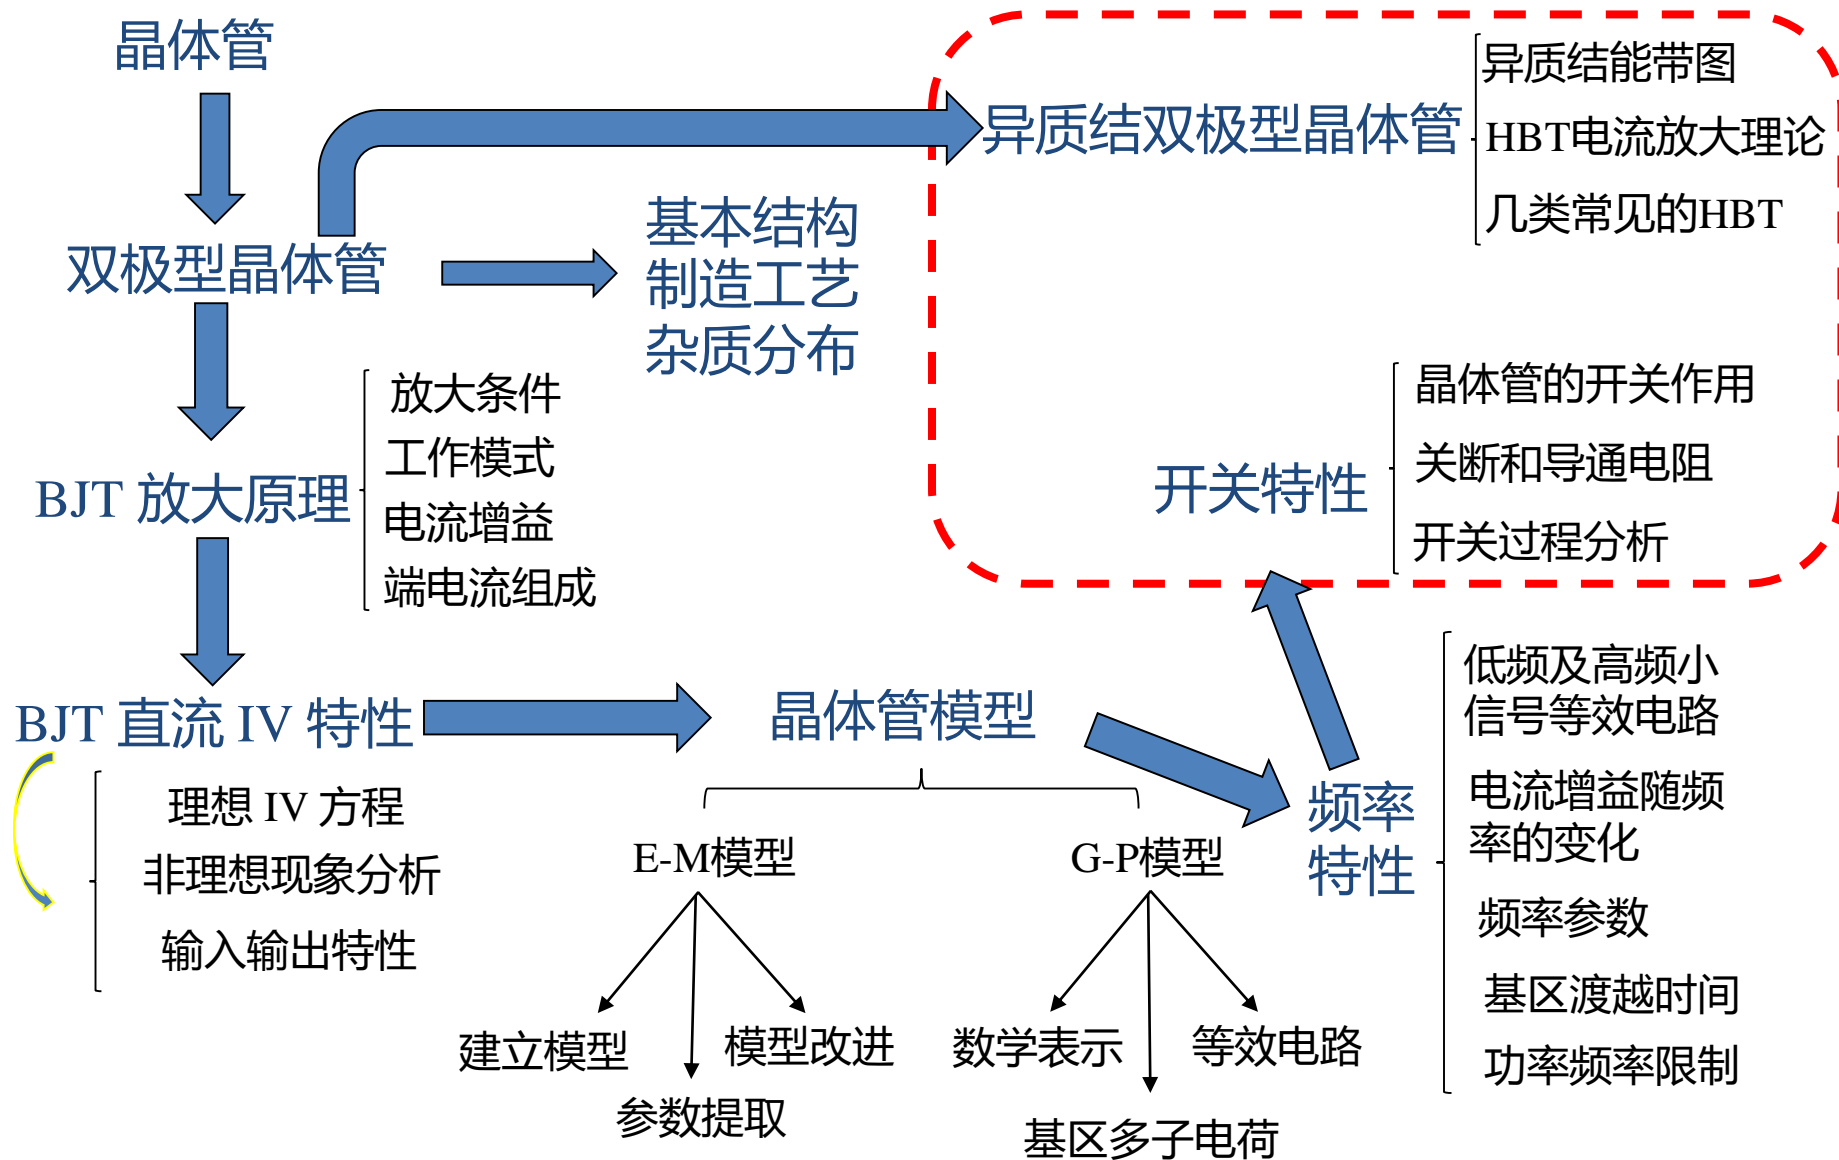 晶体管
双极型晶体管
基本结构
制造工艺
杂质分布
异质结双极型晶体管
异质结能带图
HBT电流放大理论
几类常见的HBT
BJT 放大原理
放大条件
工作模式
电流增益
端电流组成
开关特性
晶体管的开关作用
关断和导通电阻
开关过程分析
BJT 直流 IV 特性
理想 IV 方程
非理想现象分析
输入输出特性
晶体管模型
E-M模型
建立模型
参数提取
模型改进
G-P模型
数学表示
基区多子电荷
等效电路
频率
特性
低频及高频小
信号等效电路
电流增益随频
率的变化
频率参数
基区渡越时间
功率频率限制